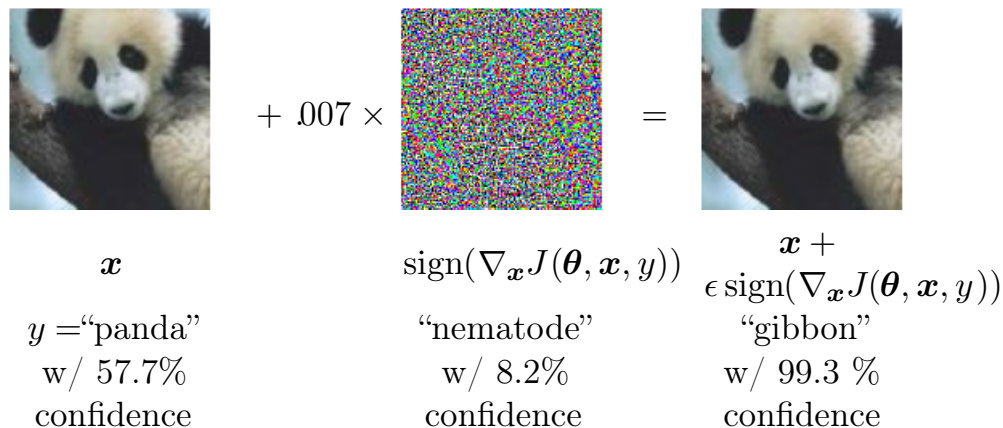 + .007 ×
=
x
sign(∇ₓJ(θ, x, y))
x +
ϵ sign(∇ₓJ(θ, x, y))
y =“panda”
“nematode”
“gibbon”
w/ 57.7%
w/ 8.2%
w/ 99.3 %
confidence
confidence
confidence